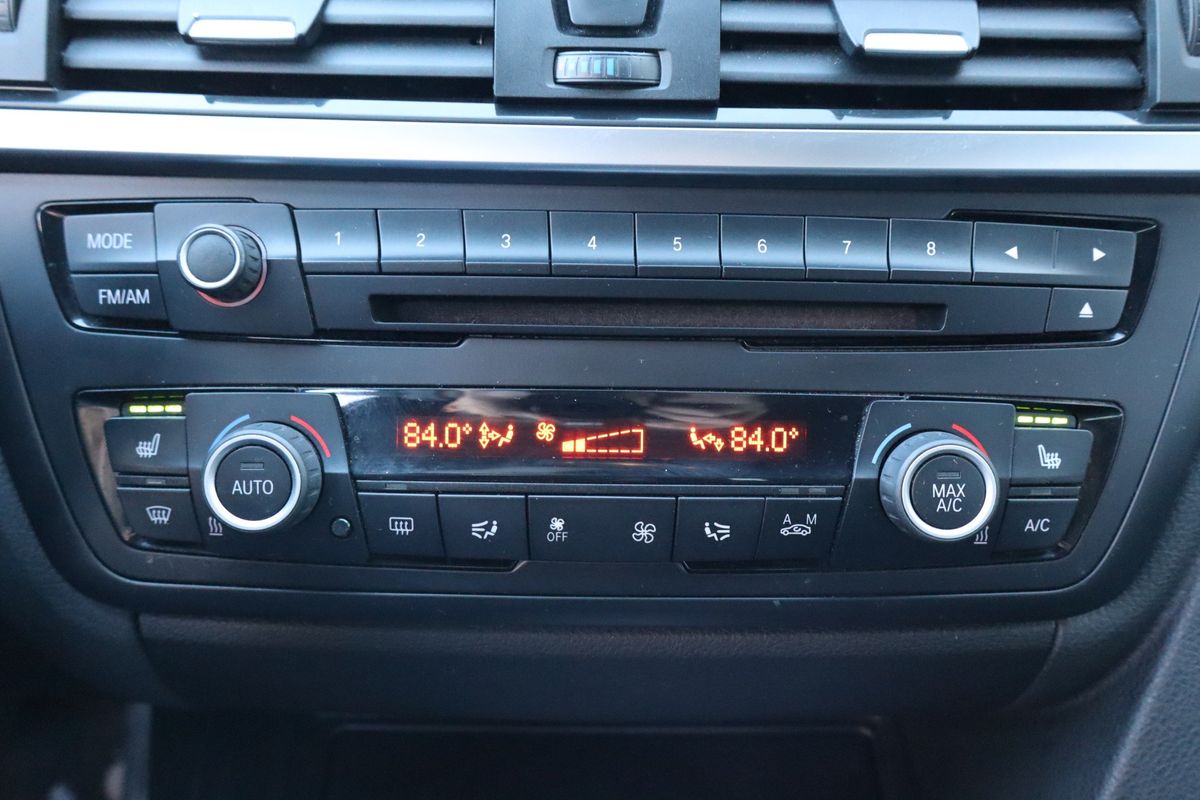 MODE 1 2 3 4 5 6 7 8
FM/AM
84.0° 84.0°
AUTO MAX A/C
OFF A M A/C